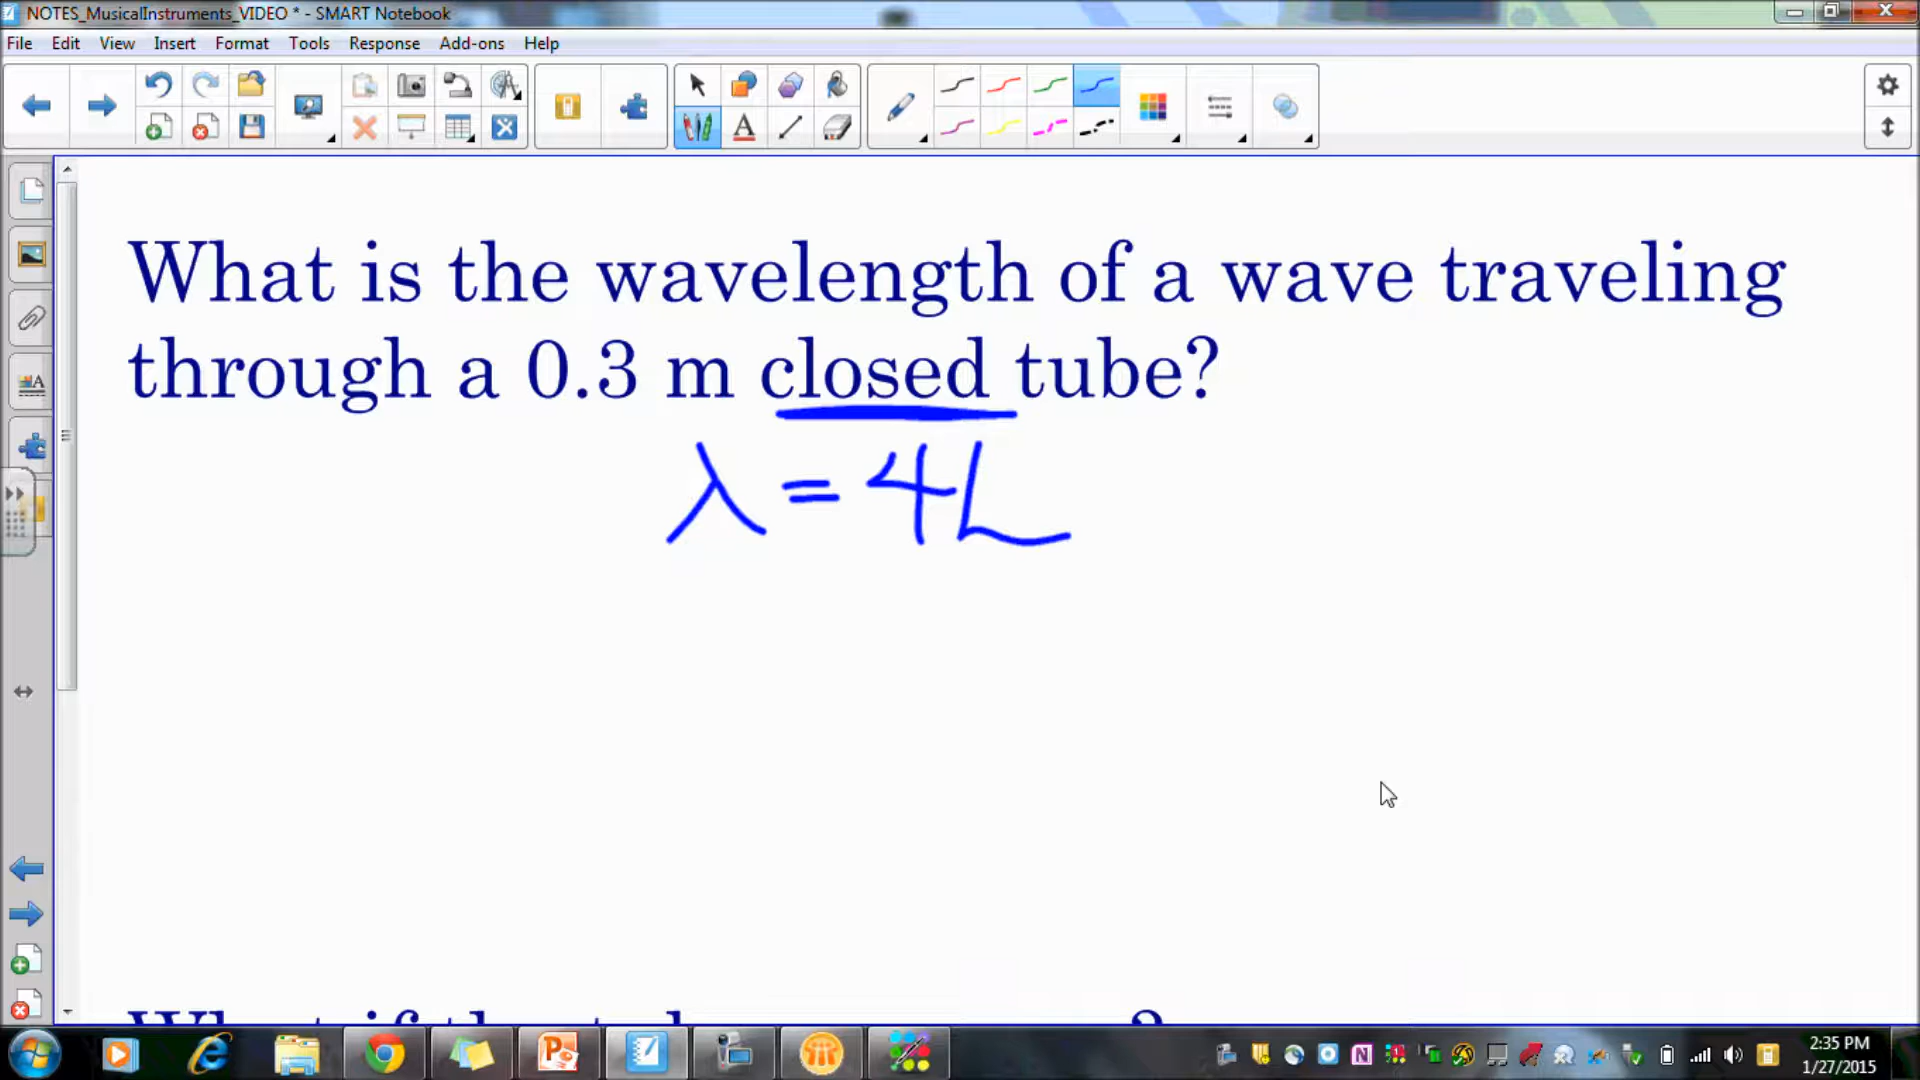 NOTES_MusicalInstruments_VIDEO * - SMART Notebook
File Edit View Insert Format Tools Response Add-ons Help
What is the wavelength of a wave traveling
through a 0.3 m closed tube?
λ = 4L
2:35 PM
1/27/2015